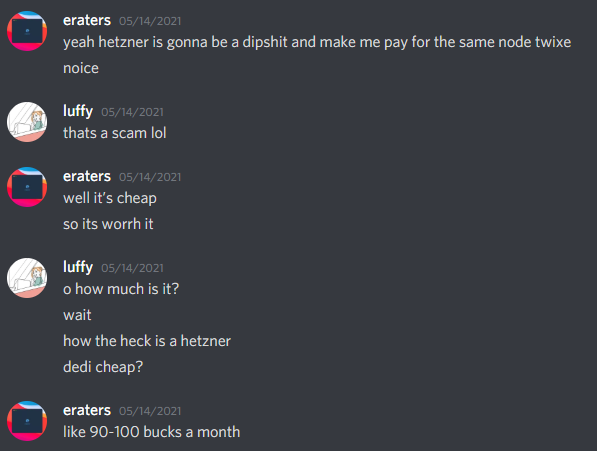 eraters 05/14/2021
yeah hetzner is gonna be a dipshit and make me pay for the same node twixe
noice
luffy 05/14/2021
thats a scam lol
eraters 05/14/2021
well it's cheap
so its worrh it
luffy 05/14/2021
o how much is it?
wait
how the heck is a hetzner
dedi cheap?
eraters 05/14/2021
like 90-100 bucks a month